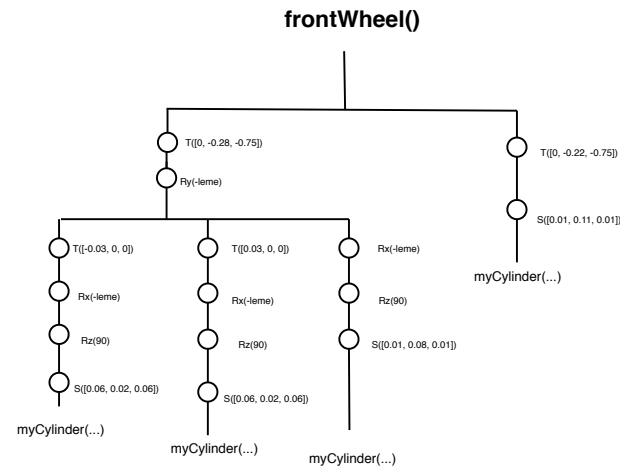 frontWheel()
T([0, -0.28, -0.75])
Ry(-leme)
T([0, -0.22, -0.75])
S([0.01, 0.11, 0.01])
myCylinder(...)
T([-0.03, 0, 0])
Rx(-leme)
Rz(90)
S([0.06, 0.02, 0.06])
myCylinder(...)
T([0.03, 0, 0])
Rx(-leme)
Rz(90)
S([0.06, 0.02, 0.06])
myCylinder(...)
Rx(-leme)
Rz(90)
S([0.01, 0.08, 0.01])
myCylinder(...)